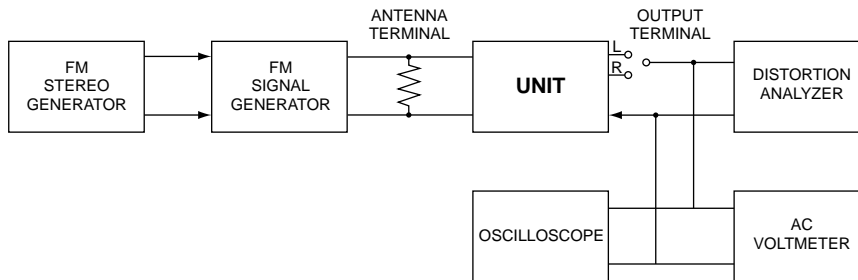 ANTENNA
TERMINAL
OUTPUT
TERMINAL
FM
STEREO
GENERATOR
FM
SIGNAL
GENERATOR
UNIT
L
R
DISTORTION
ANALYZER
OSCILLOSCOPE
AC
VOLTMETER